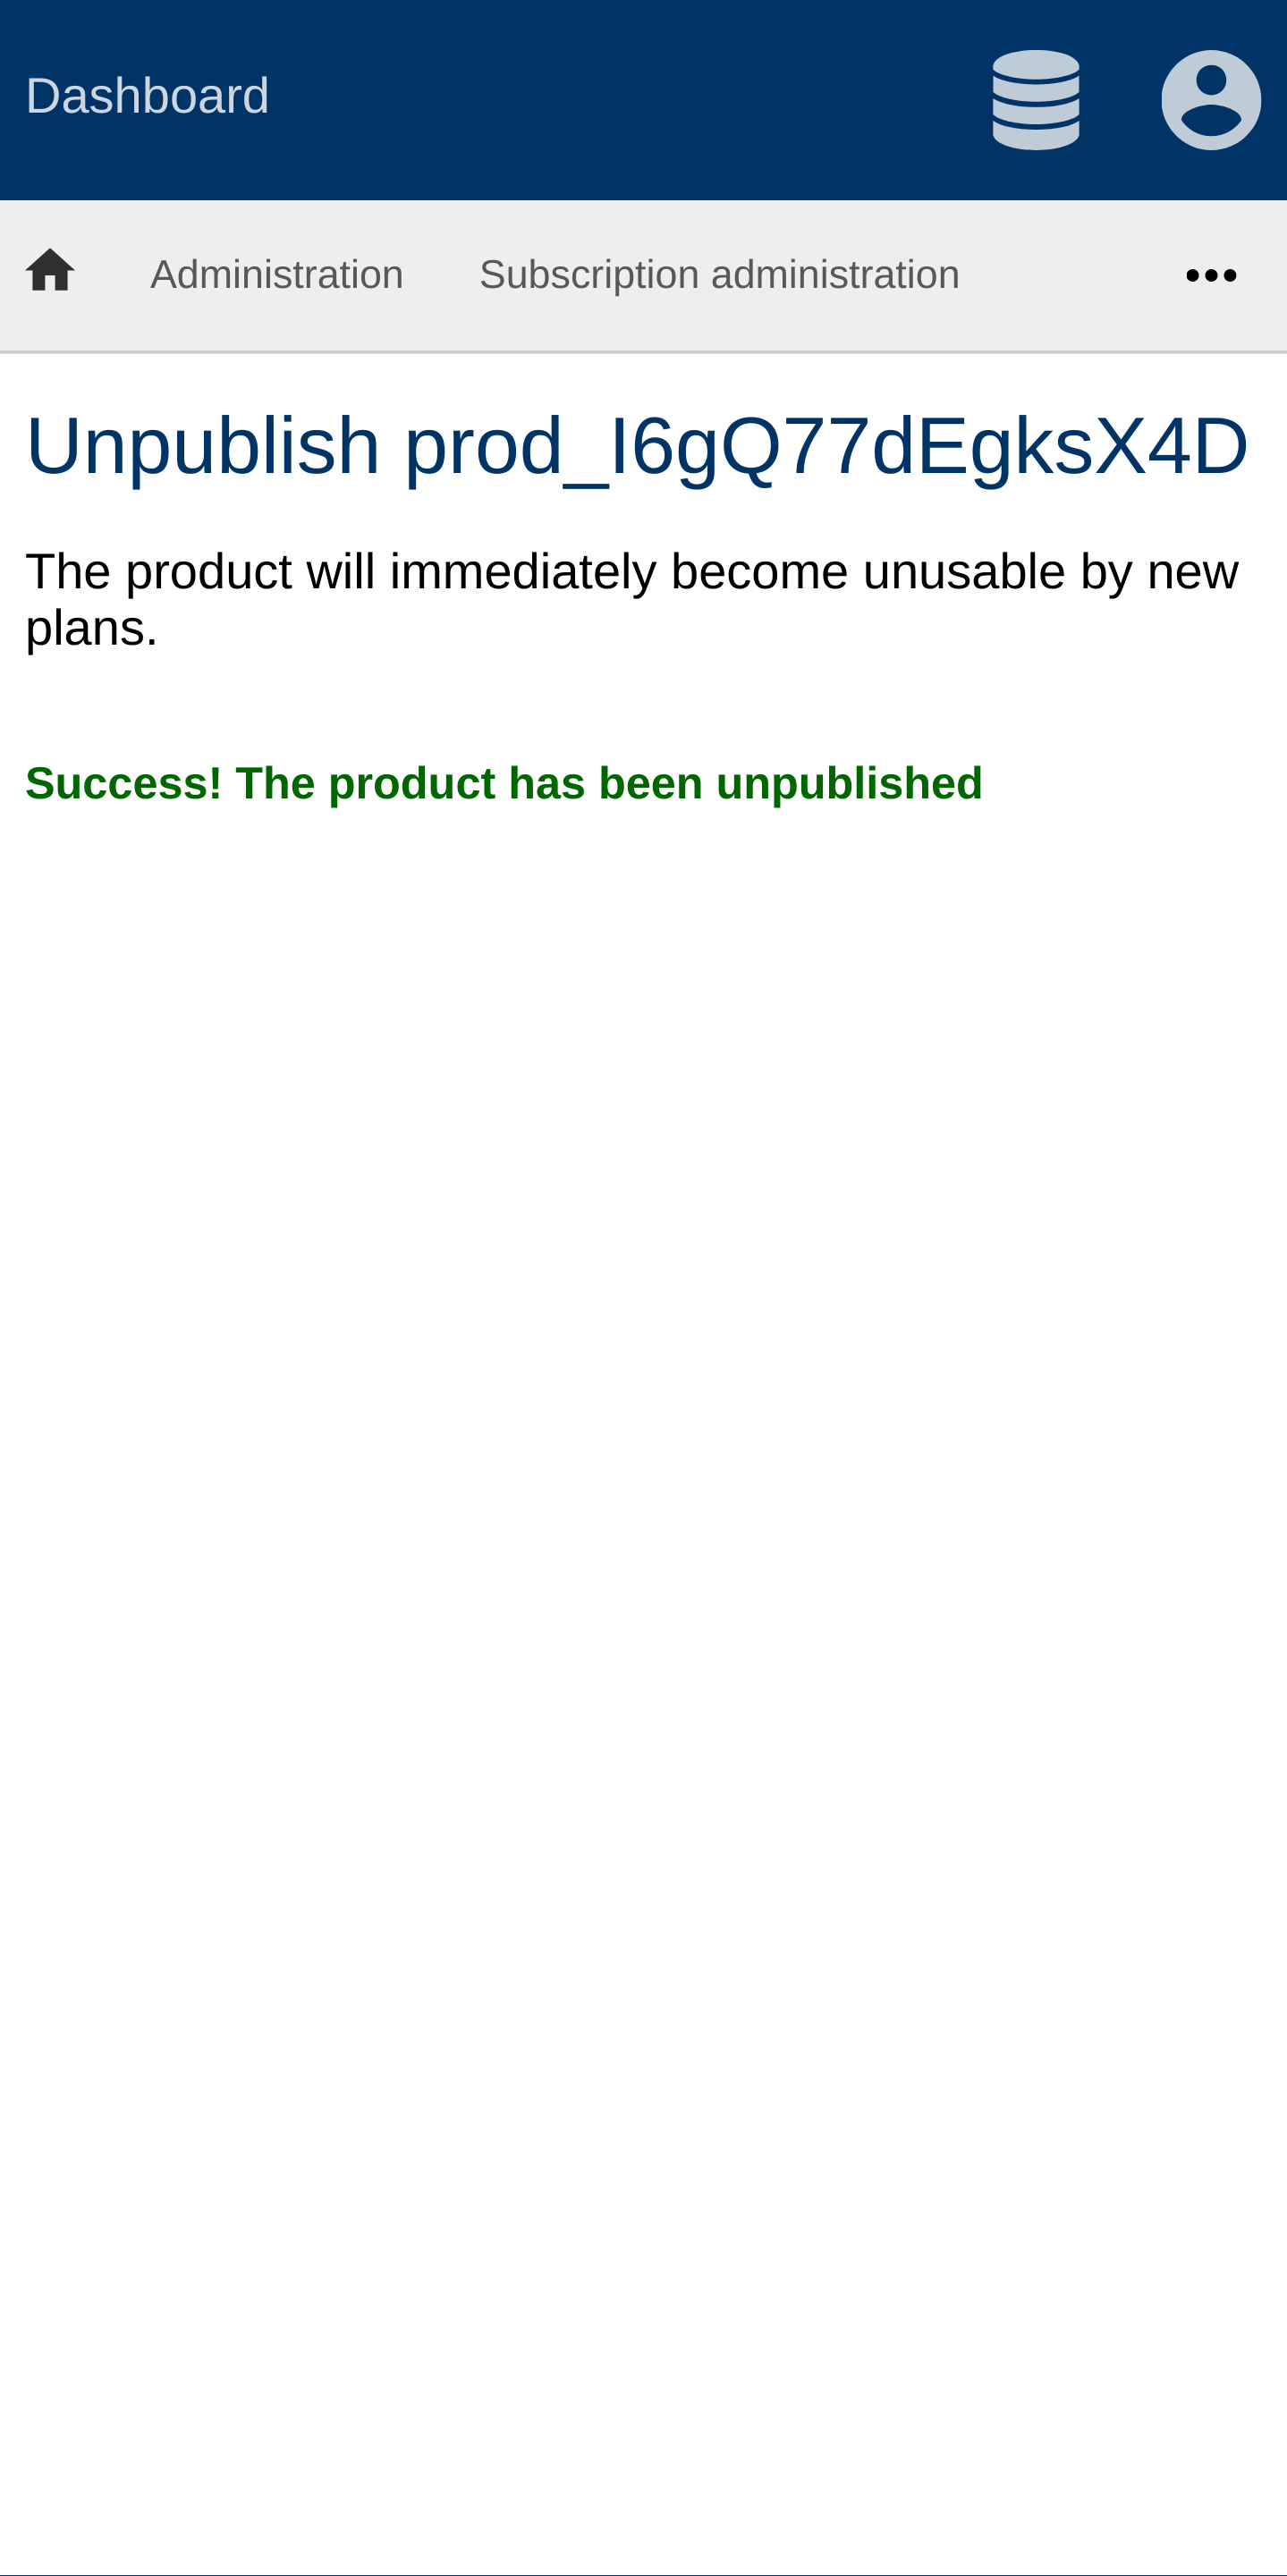 Dashboard
Administration
Subscription administration
Unpublish prod_I6gQ77dEgksX4D
The product will immediately become unusable by new
plans.
Success! The product has been unpublished